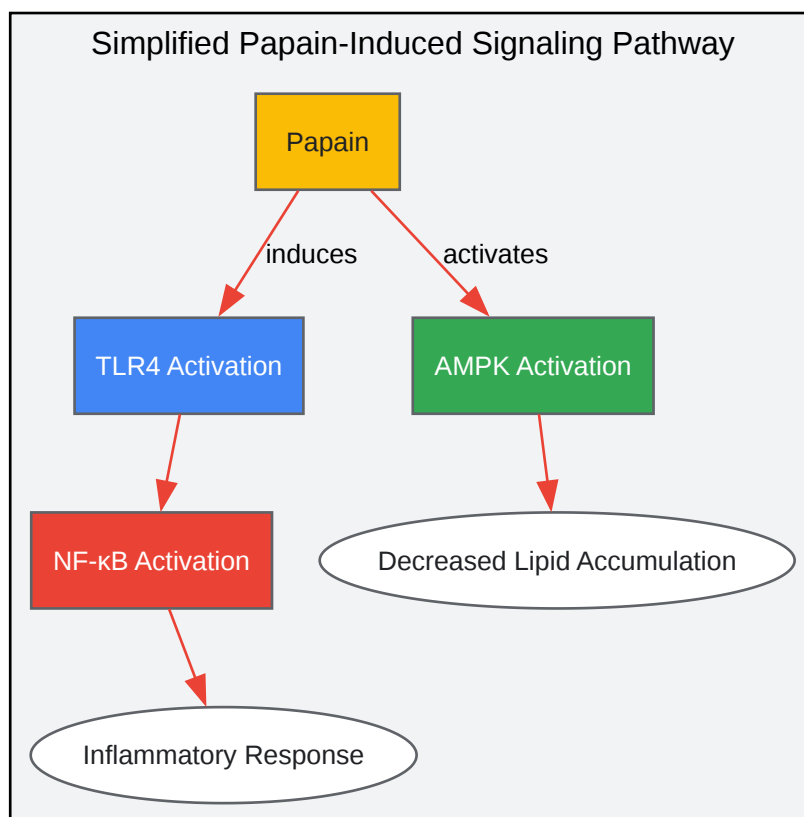 Simplified Papain-Induced Signaling Pathway
Papain
induces
activates
TLR4 Activation
AMPK Activation
NF-κB Activation
Decreased Lipid Accumulation
Inflammatory Response